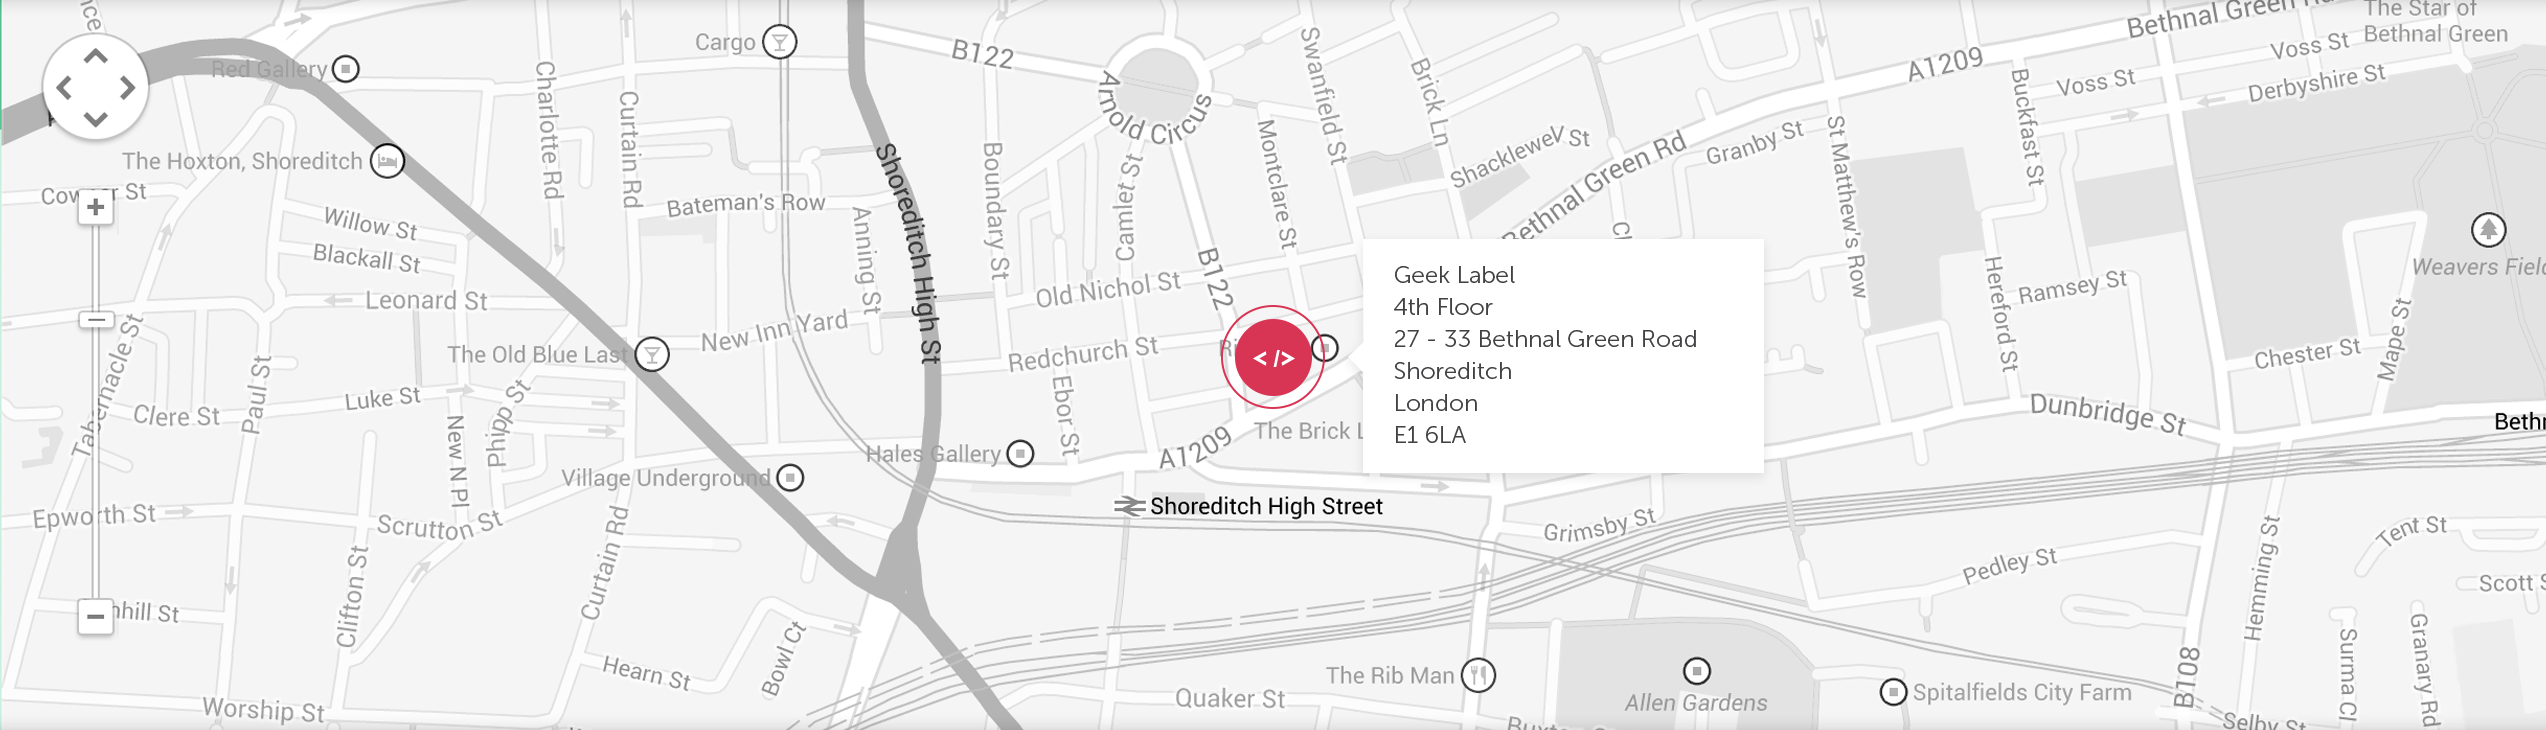 Bethnal Green
The Star of
Bethnal Green
Voss St
Cargo
B122
Swanfield St
Brick Ln
A1209
Red Gallery
Charlotte Rd
Curtain Rd
Arnold Circus
Buckfast St
Voss St
Derbyshire St
The Hoxton, Shoreditch
Shoreditch High St
Boundary St
Camlet St
Montclare St
Shacklewell St
Bethnal Green Rd
Granby St
St Matthew's Row
St
Willow St
Bateman's Row
Anning St
B122
Blackall St
Old Nichol St
Hereford St
Ramsey St
Weavers
Leonard St
New Inn Yard
Geek Label
4th Floor
27 - 33 Bethnal Green Road
Shoreditch
London
E1 6LA
Tabernacle St
The Old Blue Last
Redchurch St
</>
Chester St
Mape St
Paul St
Luke St
Clere St
Phipp St
New N Pl
Ebor St
Dunbridge St
Hales Gallery
A1209
The Brick
Village Underground
Epworth St
Scrutton St
Shoreditch High Street
Grimsby St
Tent St
Clifton St
Curtain Rd
Pedley St
Hemming St
Scott
St
Bowl Ct
Hearn St
The Rib Man
Allen Gardens
Spitalfields City Farm
B108
Surma Cl
Granary Rd
Worship St
Quaker St
Selby St